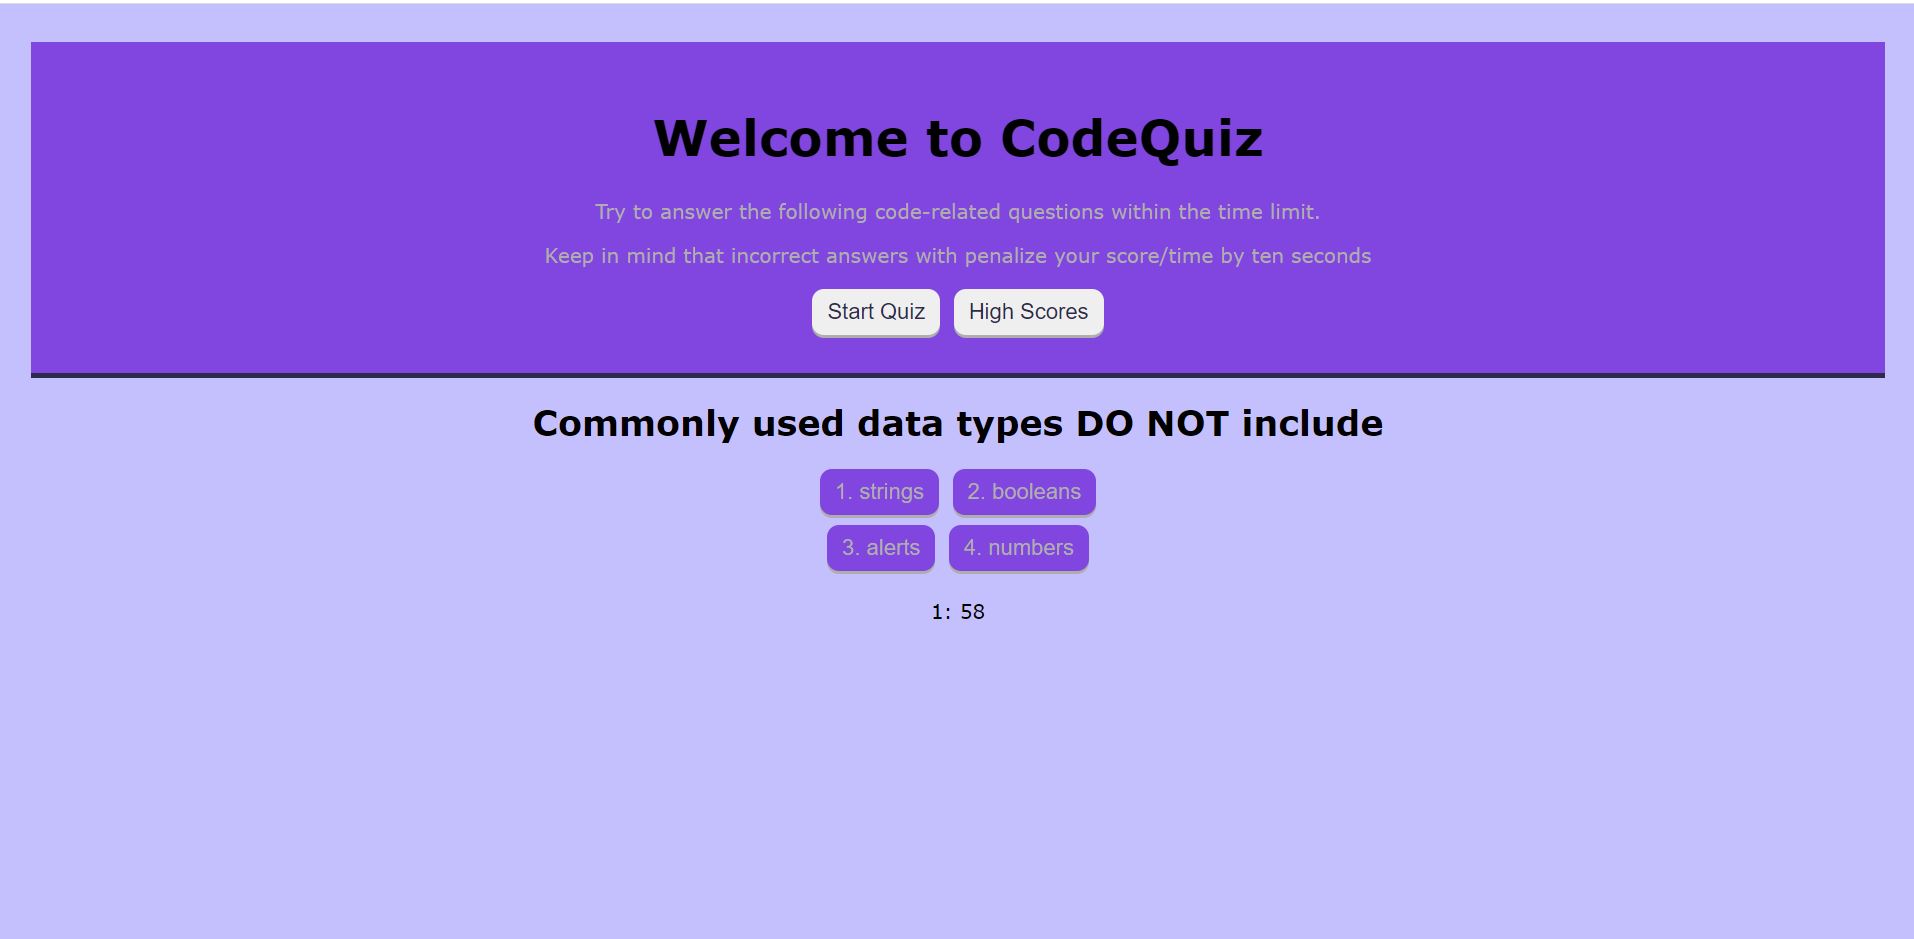 Welcome to CodeQuiz
Try to answer the following code-related questions within the time limit.
Keep in mind that incorrect answers with penalize your score/time by ten seconds
Start Quiz High Scores
Commonly used data types DO NOT include
1. strings 2. booleans
3. alerts 4. numbers
1: 58